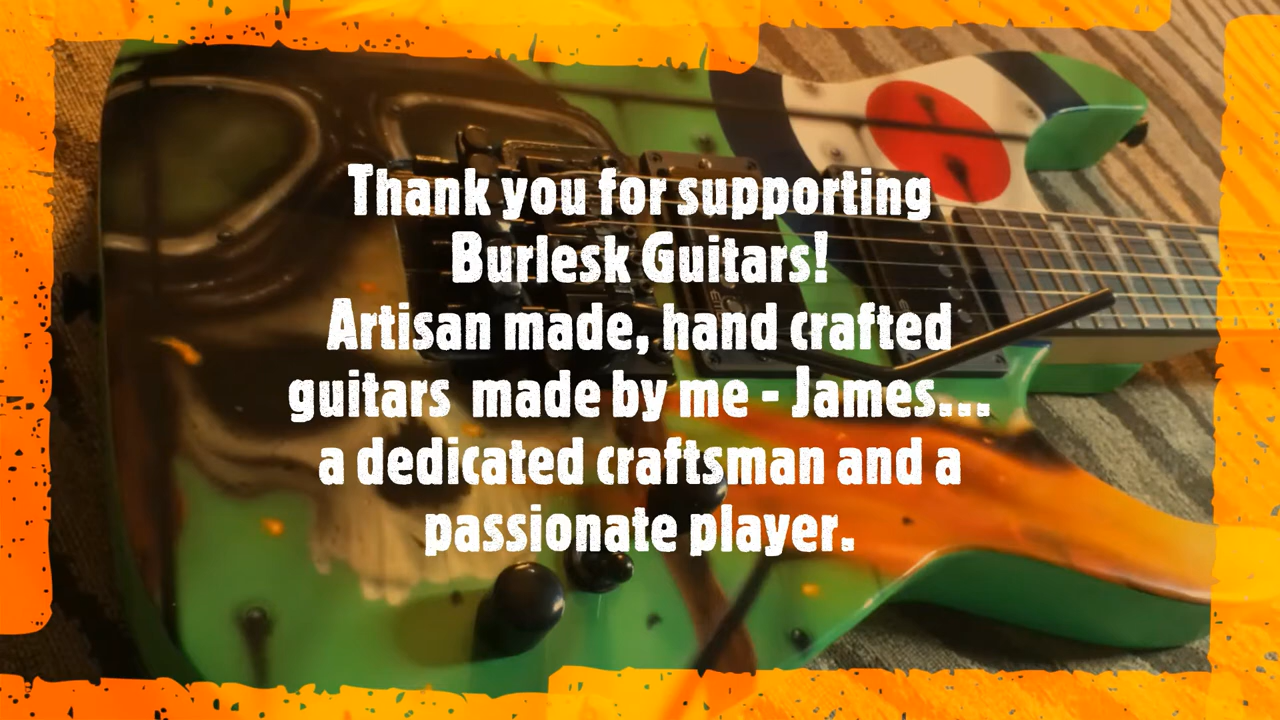 Thank you for supporting
Burlesk Guitars!
Artisan made, hand crafted
guitars  made by me - James...
a dedicated craftsman and a
passionate player.